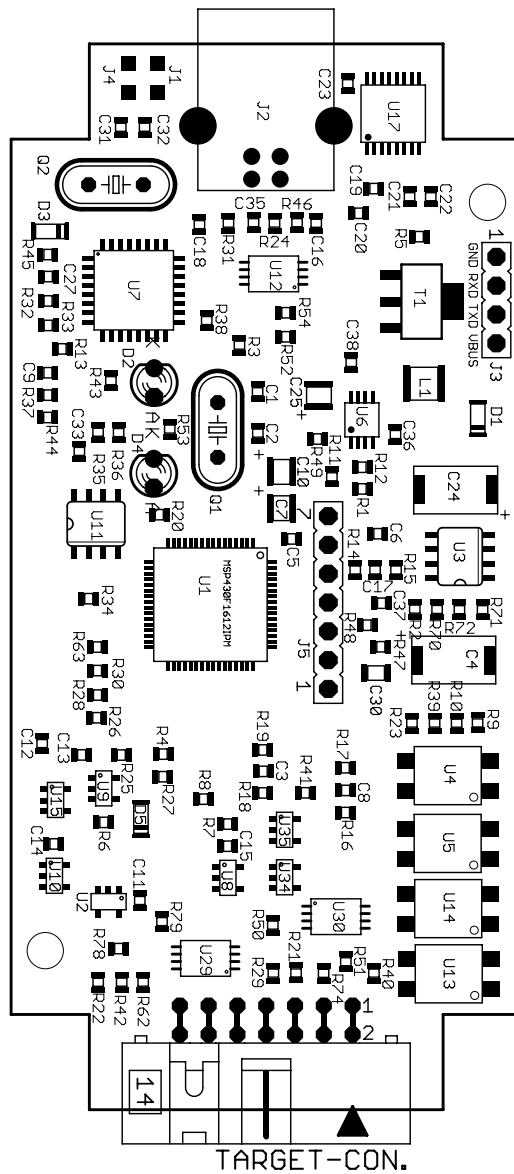 J4
J1
C31
C32
J2
C23
U17
Q2
D3
R45
C27
R32
R33
R13
C9
R37
R44
U7
C18
R31
C35
R24
R46
C16
U12
C19
C20
C21
C22
R5
T1
1
GND RXD TXD VBUS
J3
R38
R3
R54
R52
C38
D2
K
R43
A
K
D4
A
R53
C33
R35
R36
Q1
C1
C2
C25
+
U6
L1
D1
C36
R49
R11
R12
R1
+
C10
+
C7
C24
+
U11
R20
7
J5
1
C5
R14
C6
C17
R15
U3
U1
MSP430F1612IPM
R34
R48
C37
R47
C30
+
R2
R70
R72
R71
C4
R63
R30
R28
R26
R23
R39
R10
R9
C12
C13
R25
R4
R27
R19
C3
R18
R41
R17
C8
R16
U4
U15
U9
R6
D5
R8
R7
C15
U35
U5
C14
U10
U2
C11
U8
U34
U14
R78
R79
U29
R50
U30
R29
R21
R74
R51
R40
U13
R22
R42
R62
1
2
14
TARGET-CON.